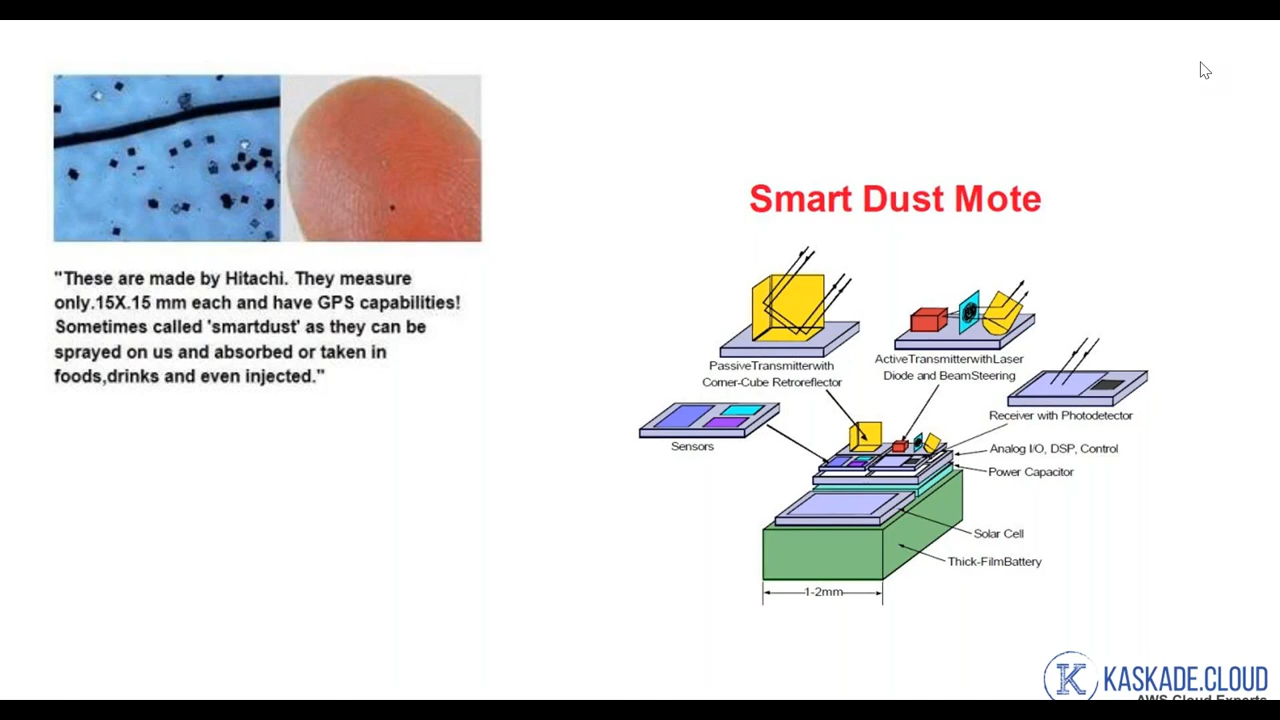 "These are made by Hitachi. They measure
only.15X.15 mm each and have GPS capabilities!
Sometimes called 'smartdust' as they can be
sprayed on us and absorbed or taken in
foods,drinks and even injected."
Smart Dust Mote
PassiveTransmitterwith
Corner-Cube Retroreflector
ActiveTransmitterwithLaser
Diode and BeamSteering
Receiver with Photodetector
Sensors
Analog I/O, DSP, Control
Power Capacitor
Solar Cell
Thick-FilmBattery
1-2mm
K KASKADE.CLOUD
AWS Cloud Experts